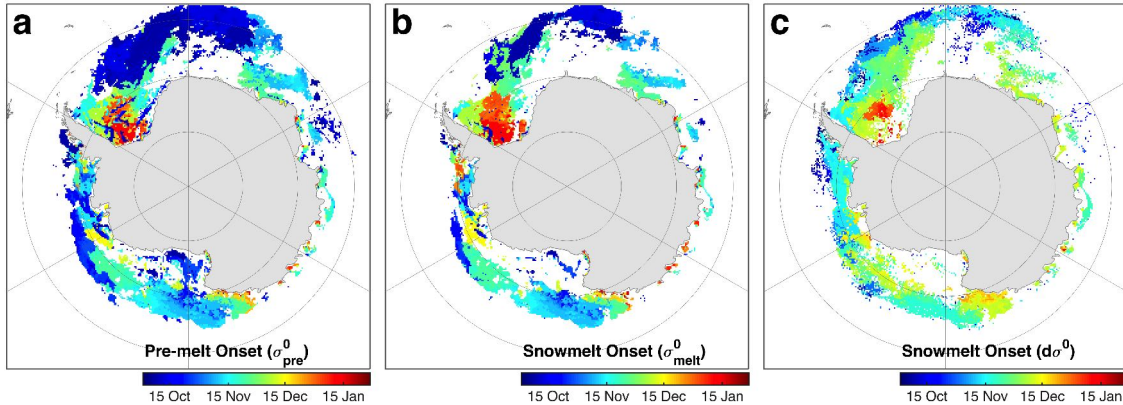 a
b
c
Pre-melt Onset (σ⁰pre)
Snowmelt Onset (σ⁰melt)
Snowmelt Onset (dσ⁰)
15 Oct 15 Nov 15 Dec 15 Jan
15 Oct 15 Nov 15 Dec 15 Jan
15 Oct 15 Nov 15 Dec 15 Jan